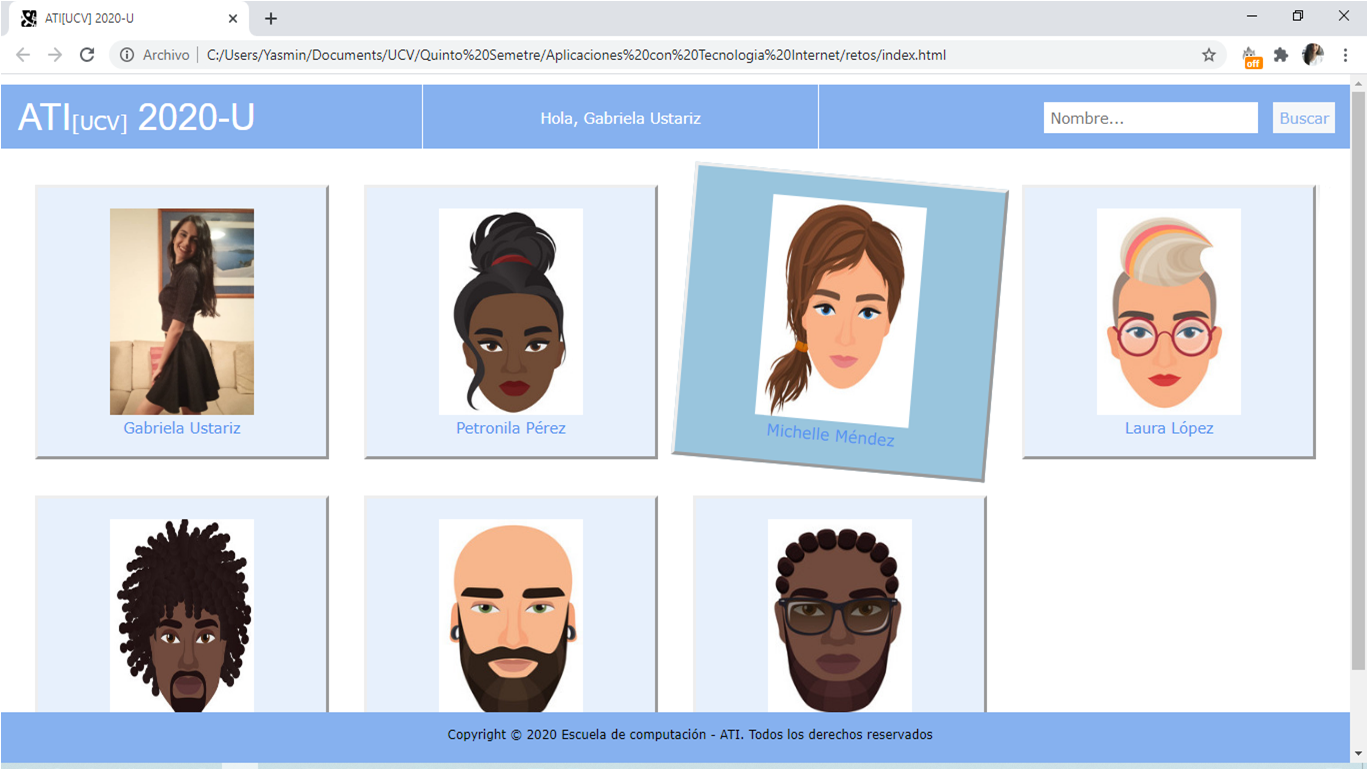 ATI[UCV] 2020-U
Archivo | C:/Users/Yasmin/Documents/UCV/Quinto%20Semetre/Aplicaciones%20con%20Tecnologia%20Internet/retos/index.html
off
ATI[UCV] 2020-U
Hola, Gabriela Ustariz
Nombre...
Buscar
Gabriela Ustariz
Petronila Pérez
Michelle Méndez
Laura López
Copyright © 2020 Escuela de computación - ATI. Todos los derechos reservados